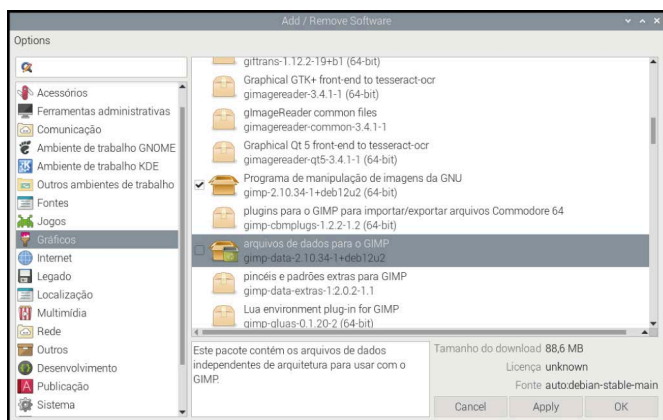 Add / Remove Software
Options
Acessórios
Ferramentas administrativas
Comunicação
Ambiente de trabalho GNOME
Ambiente de trabalho KDE
Outros ambientes de trabalho
Fontes
Jogos
Gráficos
Internet
Legado
Localização
Multimídia
Rede
Outros
Desenvolvimento
Publicação
Sistema
giftrans-1.12.2-19+b1 (64-bit)
Graphical GTK+ front-end to tesseract-ocr
gimagereader-3.4.1-1 (64-bit)
gImageReader common files
gimagereader-common-3.4.1-1
Graphical Qt 5 front-end to tesseract-ocr
gimagereader-qt5-3.4.1-1 (64-bit)
Programa de manipulação de imagens da GNU
gimp-2.10.34-1+deb12u2 (64-bit)
plugins para o GIMP para importar/exportar arquivos Commodore 64
gimp-cbmplugs-1.2.2-1.2 (64-bit)
arquivos de dados para o GIMP
gimp-data-2.10.34-1+deb12u2
pincéis e padrões extras para GIMP
gimp-data-extras-1:2.0.2-1.1
Lua environment plug-in for GIMP
gimp-gluas-0.1.20-2 (64-bit)
Este pacote contém os arquivos de dados
independentes de arquitetura para usar com o
GIMP.
Tamanho do download 88,6 MB
Licença unknown
Fonte auto:debian-stable-main
Cancel
Apply
OK